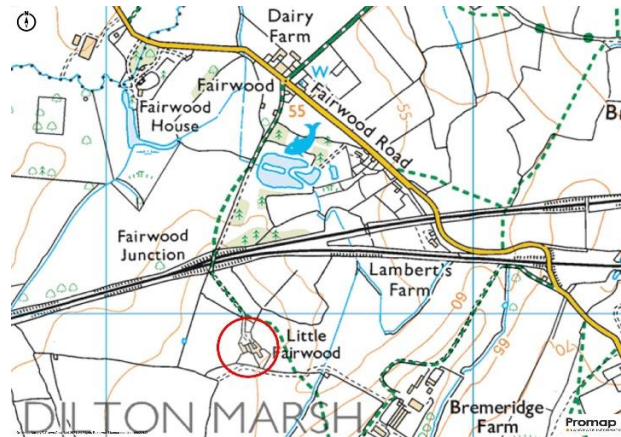 Dairy
Farm
Fairwood
W
Fairwood Road
55
55
Fairwood
House
Fairwood
Junction
Lambert's
Farm
60
65
70
Little
Fairwood
DILTON MARSH
Bremeridge
Farm
Promap